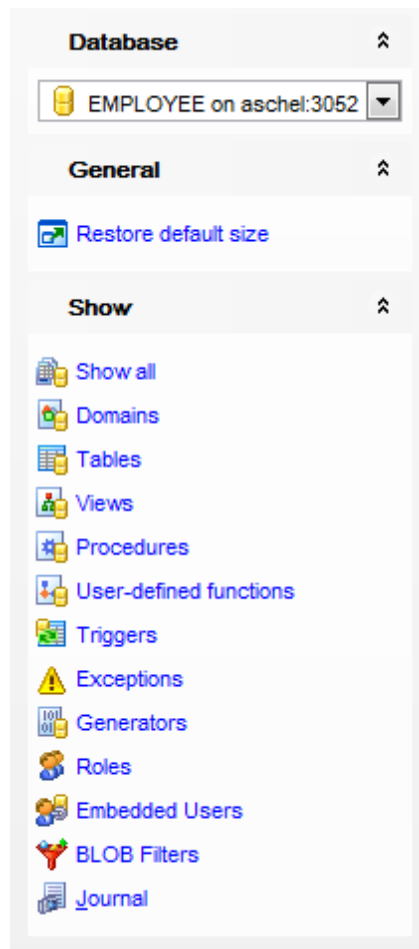 Database
EMPLOYEE on aschel:3052
General
Restore default size
Show
Show all
Domains
Tables
Views
Procedures
User-defined functions
Triggers
Exceptions
Generators
Roles
Embedded Users
BLOB Filters
Journal